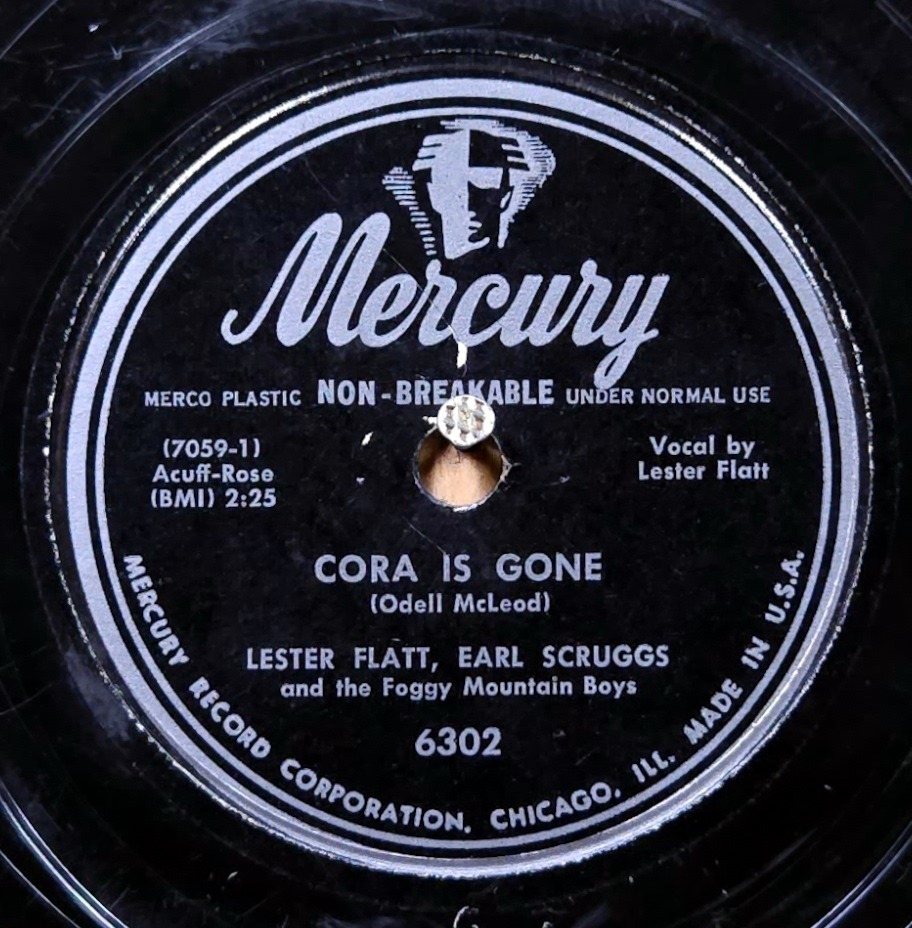 Mercury
MERCO PLASTIC NON-BREAKABLE UNDER NORMAL USE
(7059-1)
Acuff-Rose
(BMI) 2:25
Vocal by
Lester Flatt
CORA IS GONE
(Odell McLeod)
LESTER FLATT, EARL SCRUGGS
and the Foggy Mountain Boys
6302
MERCURY RECORD CORPORATION. CHICAGO. ILL. MADE IN U.S.A.